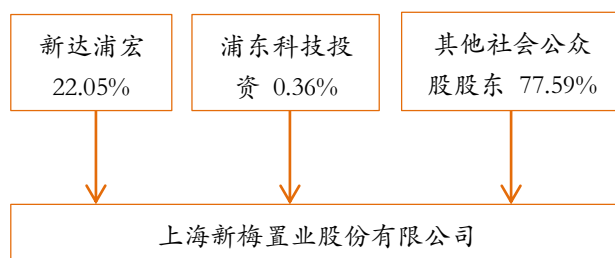 新达浦宏
22.05%
浦东科技投
资 0.36%
其他社会公众
股股东 77.59%
上海新梅置业股份有限公司